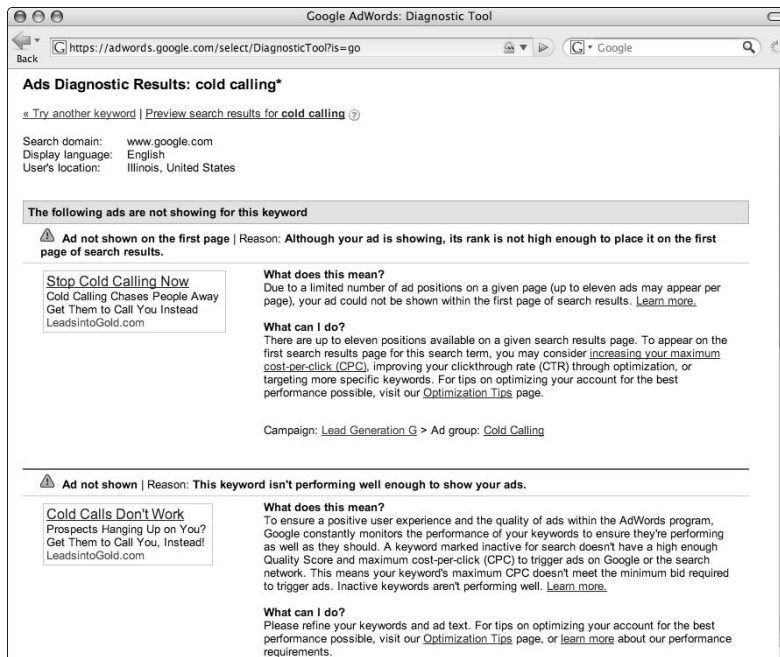 Google AdWords: Diagnostic Tool
Back
https://adwords.google.com/select/DiagnosticTool?is=go
G Google
Ads Diagnostic Results: cold calling*
« Try another keyword | Preview search results for cold calling ?
Search domain: www.google.com
Display language: English
User's location: Illinois, United States
The following ads are not showing for this keyword
Ad not shown on the first page | Reason: Although your ad is showing, its rank is not high enough to place it on the first
page of search results.
Stop Cold Calling Now
Cold Calling Chases People Away
Get Them to Call You Instead
LeadsintoGold.com
What does this mean?
Due to a limited number of ad positions on a given page (up to eleven ads may appear per
page), your ad could not be shown within the first page of search results. Learn more.
What can I do?
There are up to eleven positions available on a given search results page. To appear on the
first search results page for this search term, you may consider increasing your maximum
cost-per-click (CPC), improving your clickthrough rate (CTR) through optimization, or
targeting more specific keywords. For tips on optimizing your account for the best
performance possible, visit our Optimization Tips page.
Campaign: Lead Generation G > Ad group: Cold Calling
Ad not shown | Reason: This keyword isn't performing well enough to show your ads.
Cold Calls Don't Work
Prospects Hanging Up on You?
Get Them to Call You, Instead!
LeadsintoGold.com
What does this mean?
To ensure a positive user experience and the quality of ads within the AdWords program,
Google constantly monitors the performance of your keywords to ensure they're performing
as well as they should. A keyword marked inactive for search doesn't have a high enough
Quality Score and maximum cost-per-click (CPC) to trigger ads on Google or the search
network. This means your keyword's maximum CPC doesn't meet the minimum bid required
to trigger ads. Inactive keywords aren't performing well. Learn more.
What can I do?
Please refine your keywords and ad text. For tips on optimizing your account for the best
performance possible, visit our Optimization Tips page, or learn more about our performance
requirements.